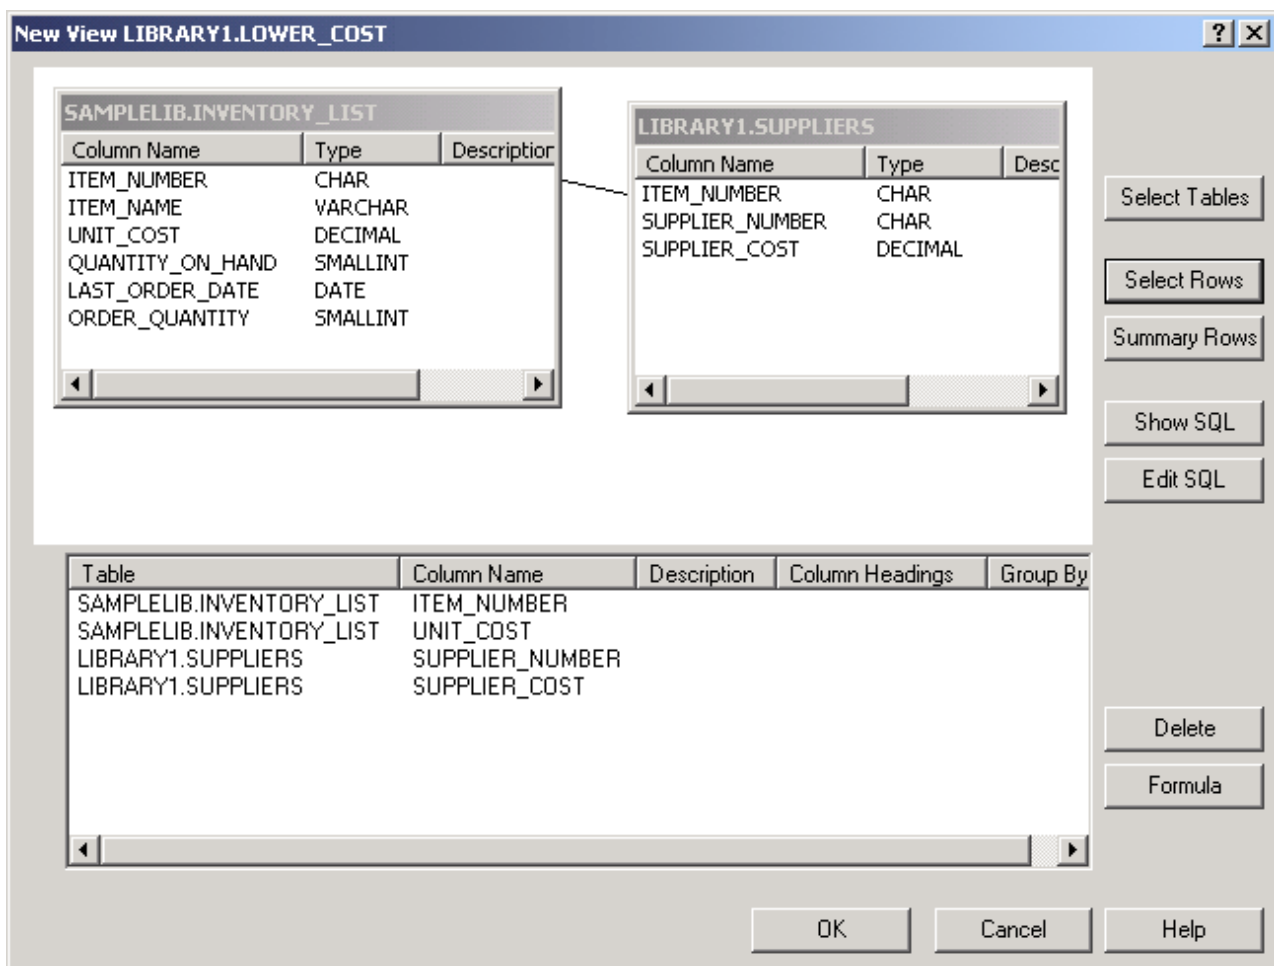 New View LIBRARY1.LOWER_COST
SAMPLELIB.INVENTORY_LIST
Column Name Type Description
ITEM_NUMBER CHAR
ITEM_NAME VARCHAR
UNIT_COST DECIMAL
QUANTITY_ON_HAND SMALLINT
LAST_ORDER_DATE DATE
ORDER_QUANTITY SMALLINT
LIBRARY1.SUPPLIERS
Column Name Type Desc
ITEM_NUMBER CHAR
SUPPLIER_NUMBER CHAR
SUPPLIER_COST DECIMAL
Select Tables
Select Rows
Summary Rows
Show SQL
Edit SQL
Table Column Name Description Column Headings Group By
SAMPLELIB.INVENTORY_LIST ITEM_NUMBER
SAMPLELIB.INVENTORY_LIST UNIT_COST
LIBRARY1.SUPPLIERS SUPPLIER_NUMBER
LIBRARY1.SUPPLIERS SUPPLIER_COST
Delete
Formula
OK Cancel Help